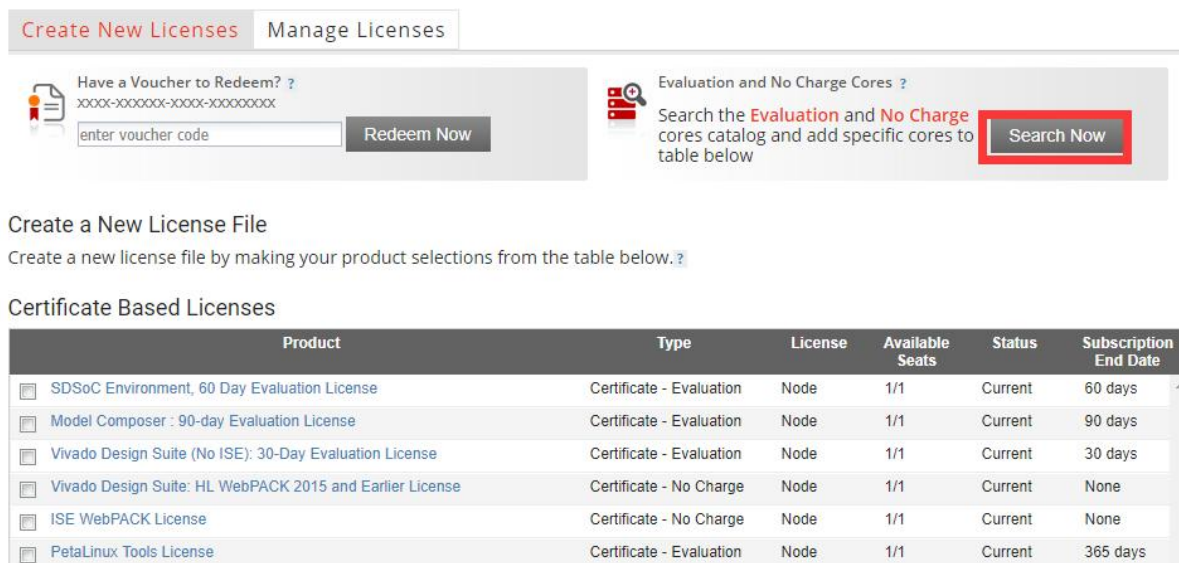 Create New Licenses Manage Licenses
Have a Voucher to Redeem? ?
XXXX-XXXXXX-XXXX-XXXXXXXX
enter voucher code Redeem Now
Evaluation and No Charge Cores ?
Search the Evaluation and No Charge
cores catalog and add specific cores to
table below
Search Now
Create a New License File
Create a new license file by making your product selections from the table below. ?
Certificate Based Licenses
Product Type License Available Seats Status Subscription End Date
SDSoC Environment, 60 Day Evaluation License Certificate - Evaluation Node 1/1 Current 60 days
Model Composer : 90-day Evaluation License Certificate - Evaluation Node 1/1 Current 90 days
Vivado Design Suite (No ISE): 30-Day Evaluation License Certificate - Evaluation Node 1/1 Current 30 days
Vivado Design Suite: HL WebPACK 2015 and Earlier License Certificate - No Charge Node 1/1 Current None
ISE WebPACK License Certificate - No Charge Node 1/1 Current None
PetaLinux Tools License Certificate - Evaluation Node 1/1 Current 365 days